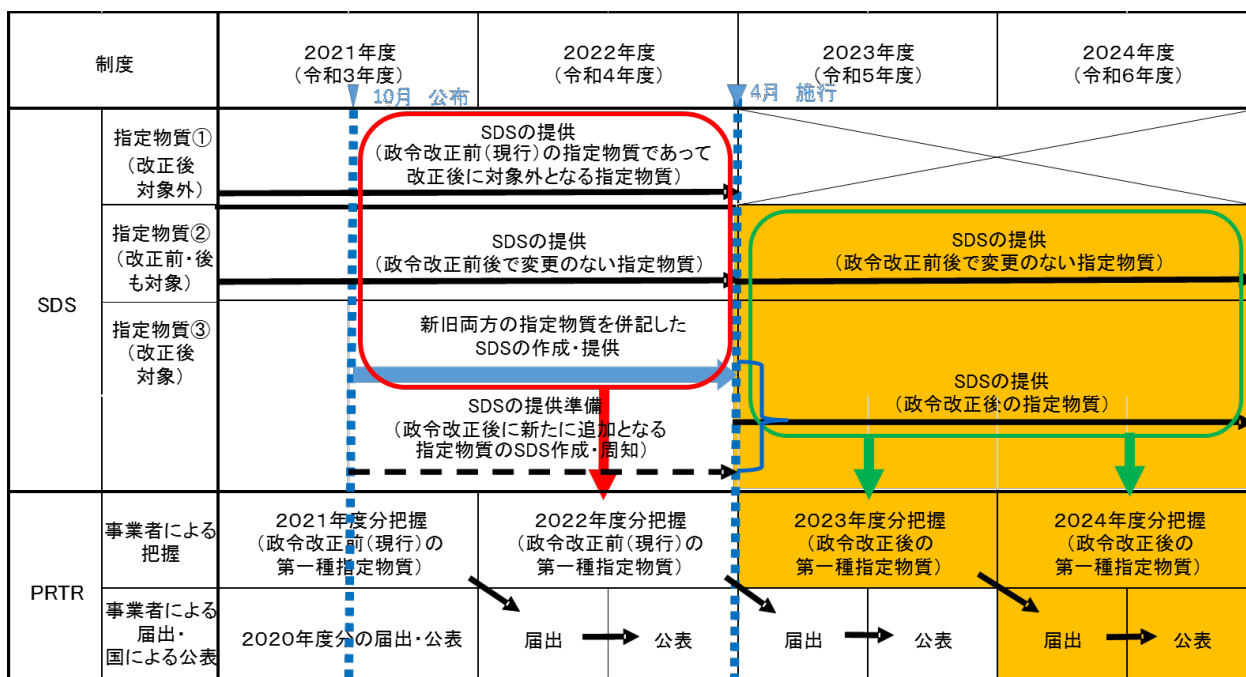 制度
2021年度
(令和3年度)
2022年度
(令和4年度)
2023年度
(令和5年度)
2024年度
(令和6年度)
10月 公布
4月 施行
SDS
指定物質①
(改正後
対象外)
SDSの提供
(政令改正前(現行)の指定物質であって
改正後に対象外となる指定物質)
指定物質②
(改正前・後
も対象)
SDSの提供
(政令改正前後で変更のない指定物質)
SDSの提供
(政令改正前後で変更のない指定物質)
指定物質③
(改正後
対象)
新旧両方の指定物質を併記した
SDSの作成・提供
SDSの提供準備
(政令改正後に新たに追加となる
指定物質のSDS作成・周知)
SDSの提供
(政令改正後の指定物質)
PRTR
事業者による
把握
2021年度分把握
(政令改正前(現行)の
第一種指定物質)
2022年度分把握
(政令改正前(現行)の
第一種指定物質)
2023年度分把握
(政令改正後の
第一種指定物質)
2024年度分把握
(政令改正後の
第一種指定物質)
事業者による
届出・
国による公表
2020年度分の届出・公表
届出
公表
届出
公表
届出
公表